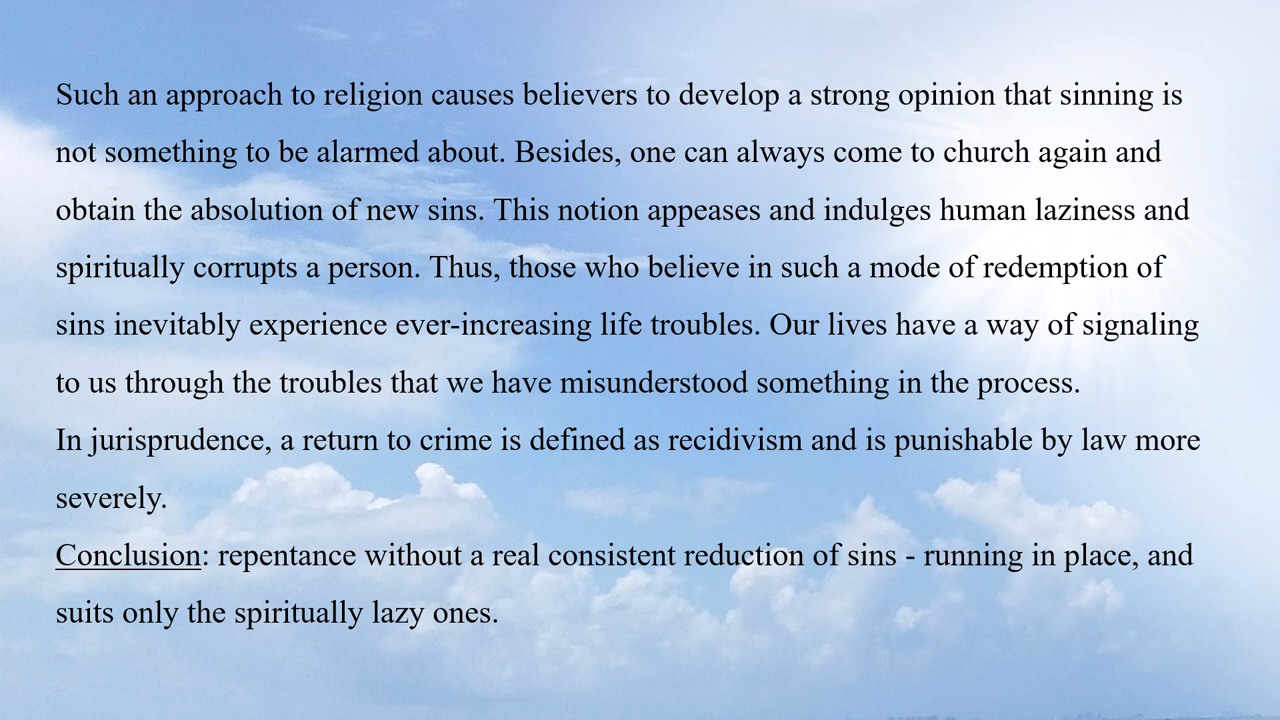 Such an approach to religion causes believers to develop a strong opinion that sinning is
not something to be alarmed about. Besides, one can always come to church again and
obtain the absolution of new sins. This notion appeases and indulges human laziness and
spiritually corrupts a person. Thus, those who believe in such a mode of redemption of
sins inevitably experience ever-increasing life troubles. Our lives have a way of signaling
to us through the troubles that we have misunderstood something in the process.
In jurisprudence, a return to crime is defined as recidivism and is punishable by law more
severely.
Conclusion: repentance without a real consistent reduction of sins - running in place, and
suits only the spiritually lazy ones.